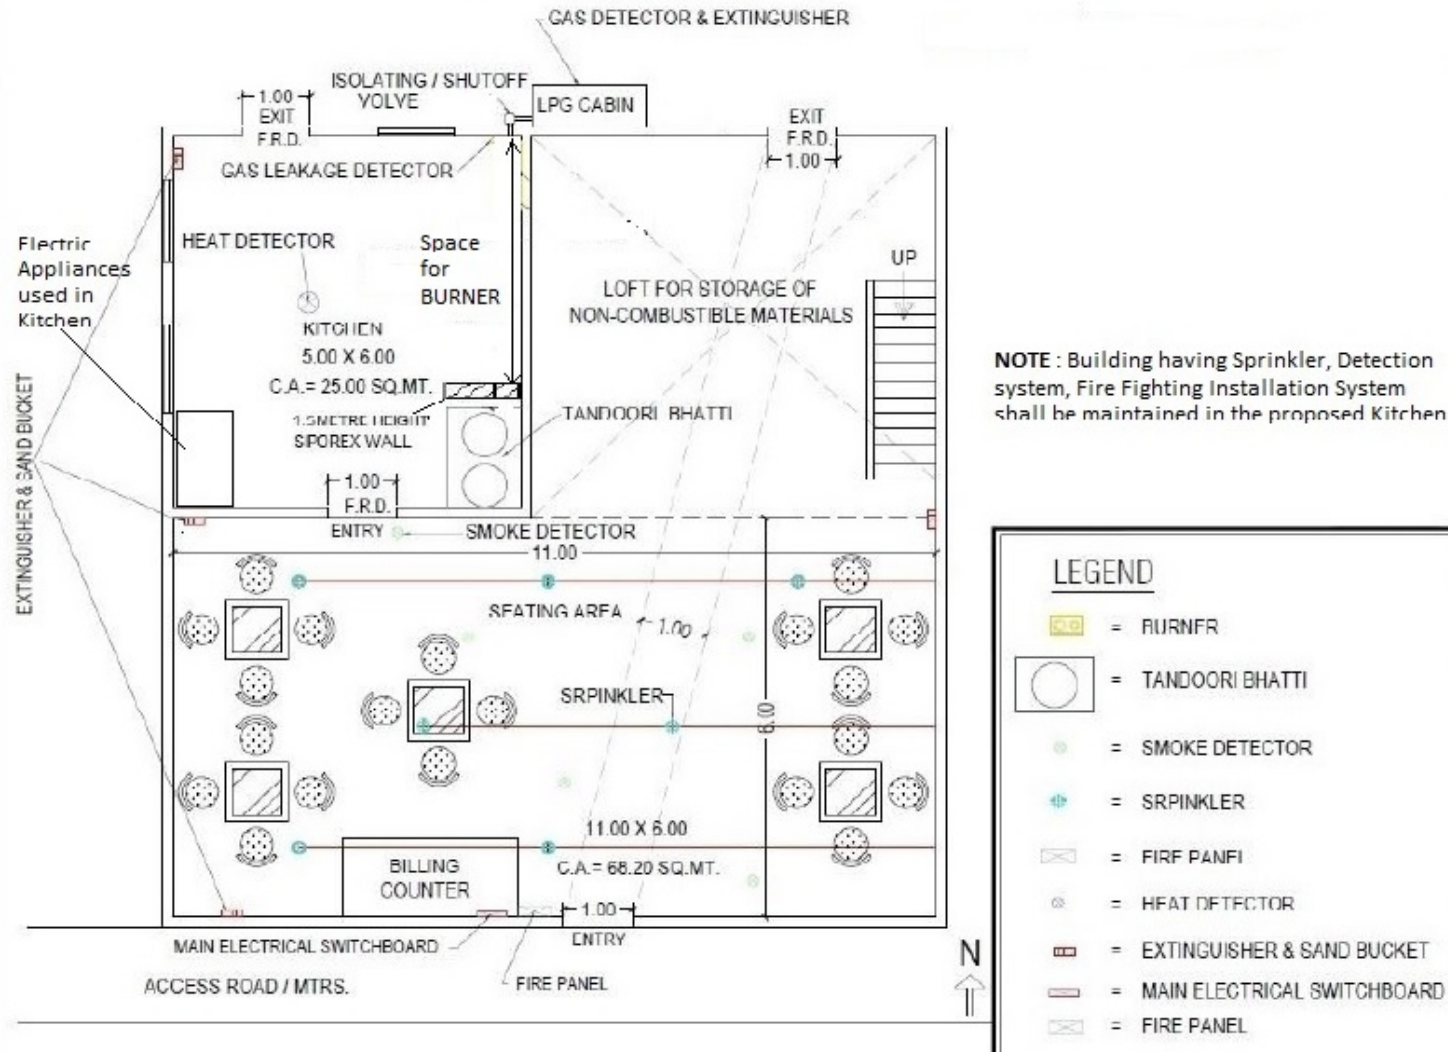 GAS DETECTOR & EXTINGUISHER
ISOLATING / SHUTOFF
VOLVE
LPG CABIN
1.00
EXIT
F.R.D.
EXIT
F.R.D.
1.00
GAS LEAKAGE DETECTOR
Electric
Appliances
used in
Kitchen
HEAT DETECTOR
Space
for
BURNER
UP
LOFT FOR STORAGE OF
NON-COMBUSTIBLE MATERIALS
KITCHEN
5.00 X 6.00
C.A.= 25.00 SQ.MT.
1.5METRE HEIGHT
SIPOREX WALL
TANDOORI BHATTI
NOTE : Building having Sprinkler, Detection
system, Fire Fighting Installation System
shall be maintained in the proposed Kitchen
EXTINGUISHER & SAND BUCKET
1.00
F.R.D.
ENTRY
SMOKE DETECTOR
11.00
SEATING AREA
1.00
SRPINKLER
6.00
11.00 X 6.00
C.A.= 68.20 SQ.MT.
BILLING
COUNTER
1.00
ENTRY
MAIN ELECTRICAL SWITCHBOARD
FIRE PANEL
ACCESS ROAD / MTRS.
N
LEGEND
= BURNER
= TANDOORI BHATTI
= SMOKE DETECTOR
= SRPINKLER
= FIRE PANEL
= HEAT DETECTOR
= EXTINGUISHER & SAND BUCKET
= MAIN ELECTRICAL SWITCHBOARD
= FIRE PANEL